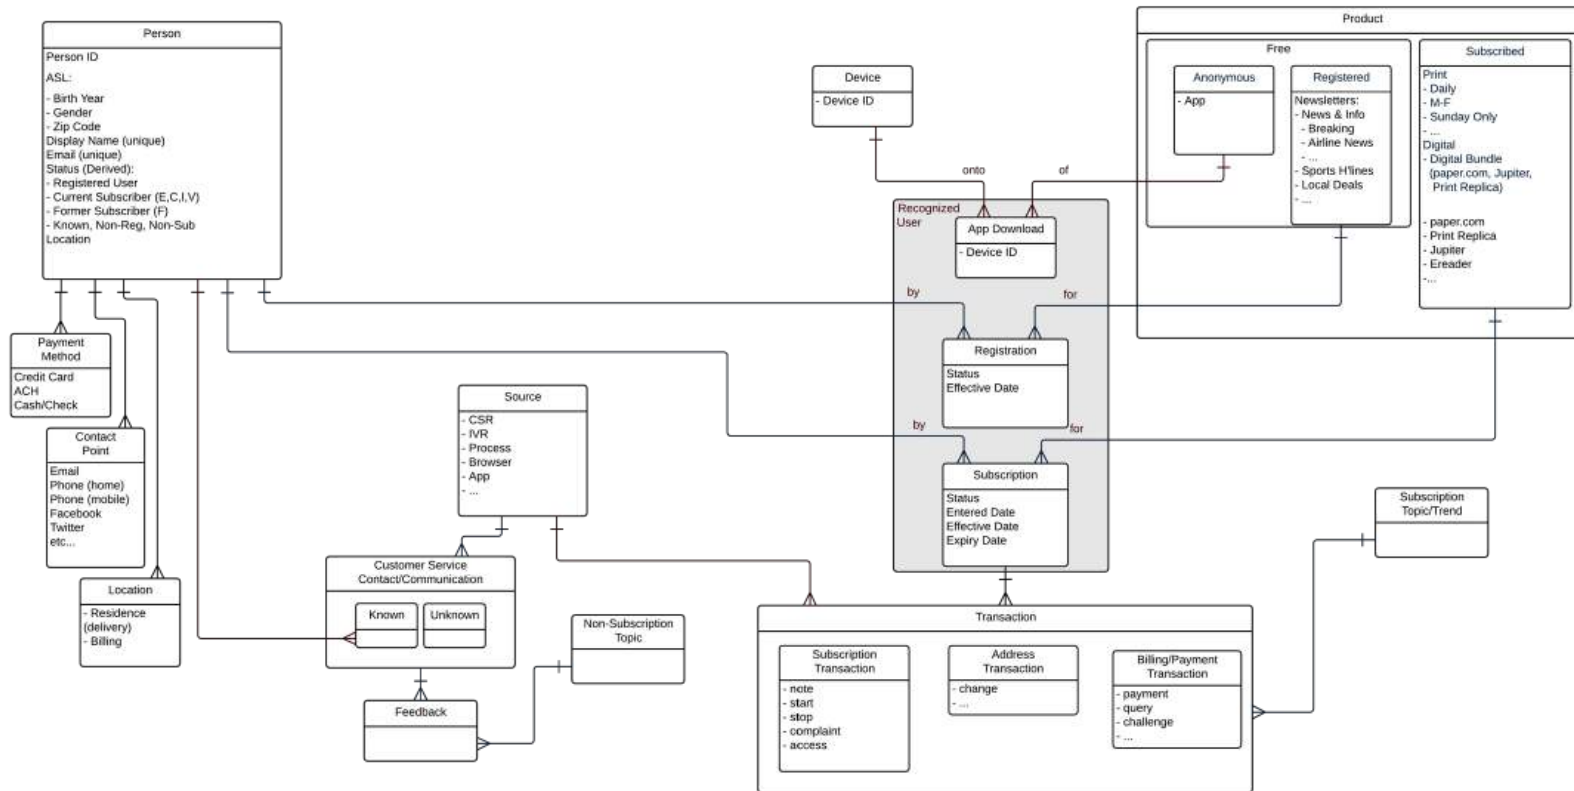 Person
Person ID
ASL:
- Birth Year
- Gender
- Zip Code
Display Name (unique)
Email (unique)
Status (Derived):
- Registered User
- Current Subscriber (E,C,I,V)
- Former Subscriber (F)
- Known, Non-Reg, Non-Sub
Location
Payment
Method
Credit Card
ACH
Cash/Check
Contact
Point
Email
Phone (home)
Phone (mobile)
Facebook
Twitter
etc...
Location
- Residence
(delivery)
- Billing
Source
- CSR
- IVR
- Process
- Browser
- App
- ...
Customer Service
Contact/Communication
Known
Unknown
Feedback
Non-Subscription
Topic
Device
- Device ID
onto
of
Recognized
User
App Download
- Device ID
by
for
Registration
Status
Effective Date
by
for
Subscription
Status
Entered Date
Effective Date
Expiry Date
Product
Free
Anonymous
- App
Registered
Newsletters:
- News & Info
- Breaking
- Airline News
- ...
- Sports H'lines
- Local Deals
- ...
Subscribed
Print
- Daily
- M-F
- Sunday Only
- ...
Digital
- Digital Bundle
(paper.com, Jupiter,
Print Replica)
- paper.com
- Print Replica
- Jupiter
- Ereader
-...
Subscription
Topic/Trend
Transaction
Subscription
Transaction
- note
- start
- stop
- complaint
- access
Address
Transaction
- change
- ...
Billing/Payment
Transaction
- payment
- query
- challenge
- ...